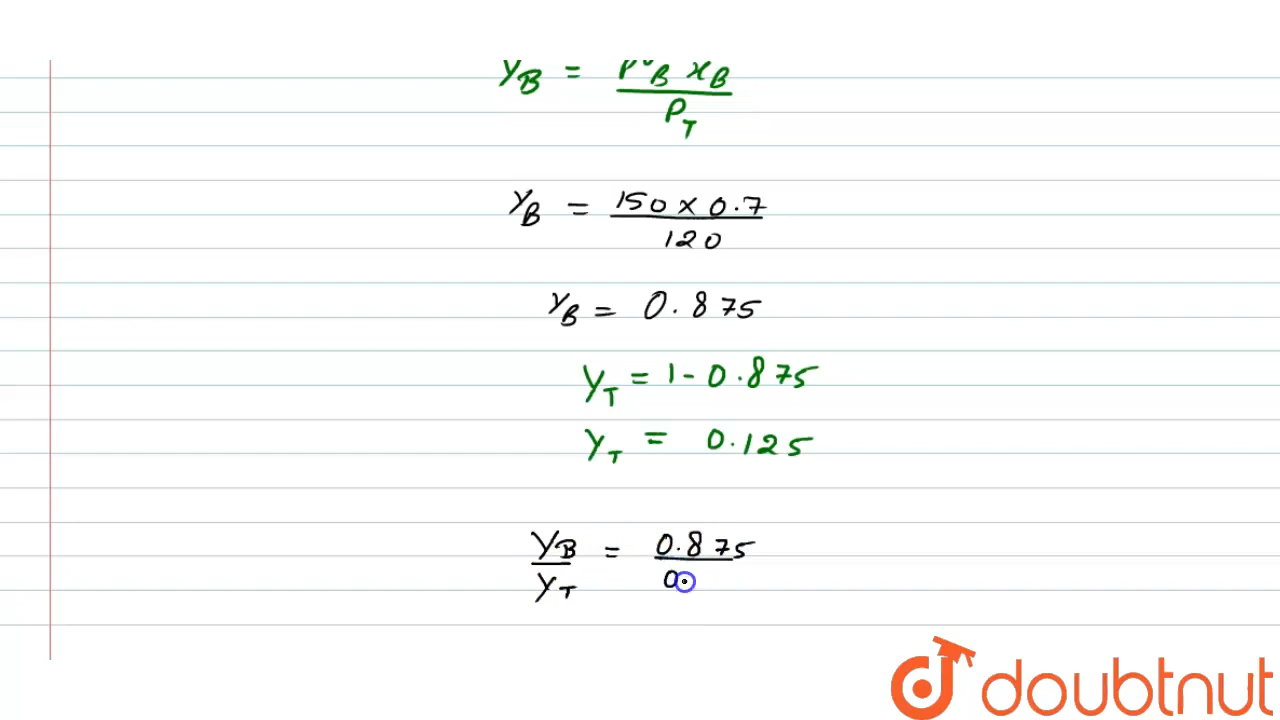 Y_B = P⁰_B x_B / P_T
Y_B = 150 × 0.7 / 120
Y_B = 0.875
Y_T = 1 - 0.875
Y_T = 0.125
Y_B / Y_T = 0.875 / 0.
doubtnut